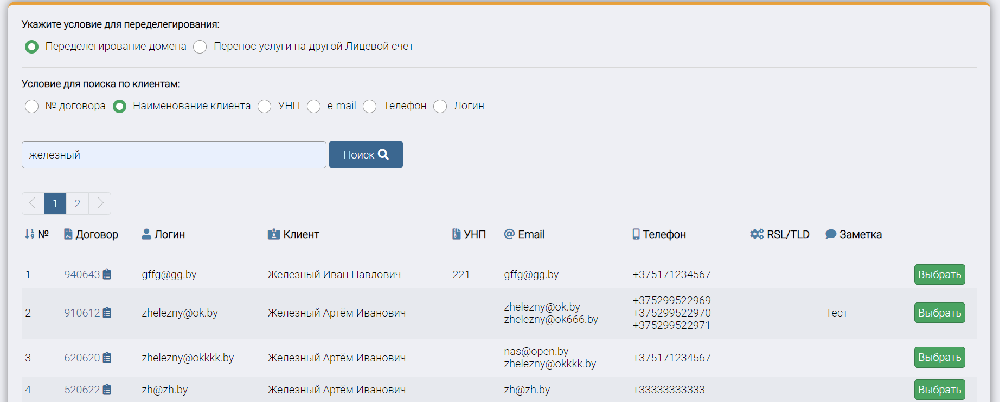 Укажите условие для переделегирования:
Переделегирование домена Перенос услуги на другой Лицевой счет
Условие для поиска по клиентам:
№ договора Наименование клиента УНП e-mail Телефон Логин
железный Поиск
1 2
№ Договор Логин Клиент УНП Email Телефон RSL/TLD Заметка
1 940643 gffg@gg.by Железный Иван Павлович 221 gffg@gg.by +375171234567 Выбрать
+375299522969
zhelezny@ok.by
2 910612 zhelezny@ok.by Железный Артём Иванович +375299522970 Тест Выбрать
zhelezny@ok666.by
+375299522971
nas@open.by
3 620620 zhelezny@okkkk.by Железный Артём Иванович +375171234567 Выбрать
zhelezny@okkkk.by
4 520622 zh@zh.by Железный Артём Иванович zh@zh.by +33333333333 Выбрать